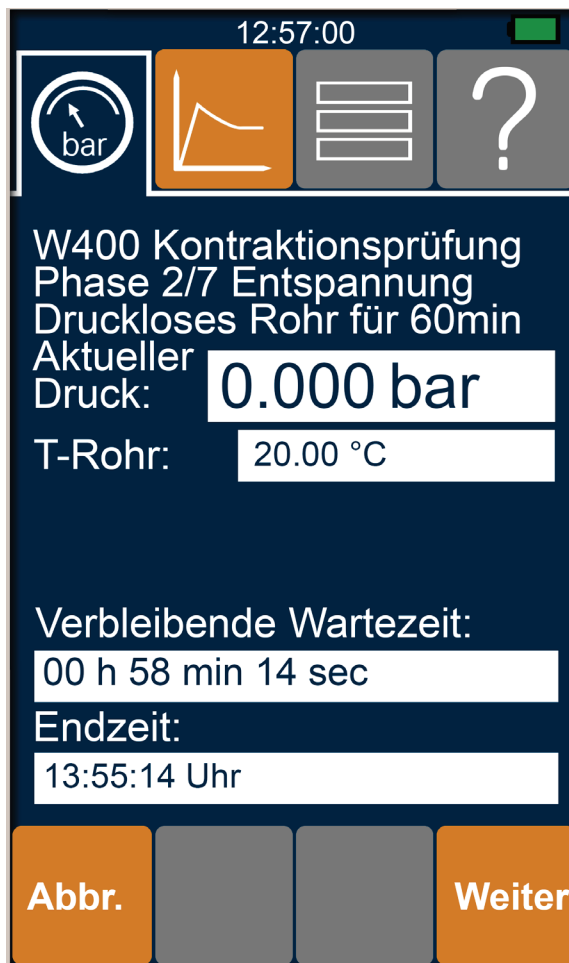 12:57:00
bar
?
W400 Kontraktionsprüfung
Phase 2/7 Entspannung
Druckloses Rohr für 60min
Aktueller
Druck: 0.000 bar
T-Rohr: 20.00 °C
Verbleibende Wartezeit:
00 h 58 min 14 sec
Endzeit:
13:55:14 Uhr
Abbr. Weiter